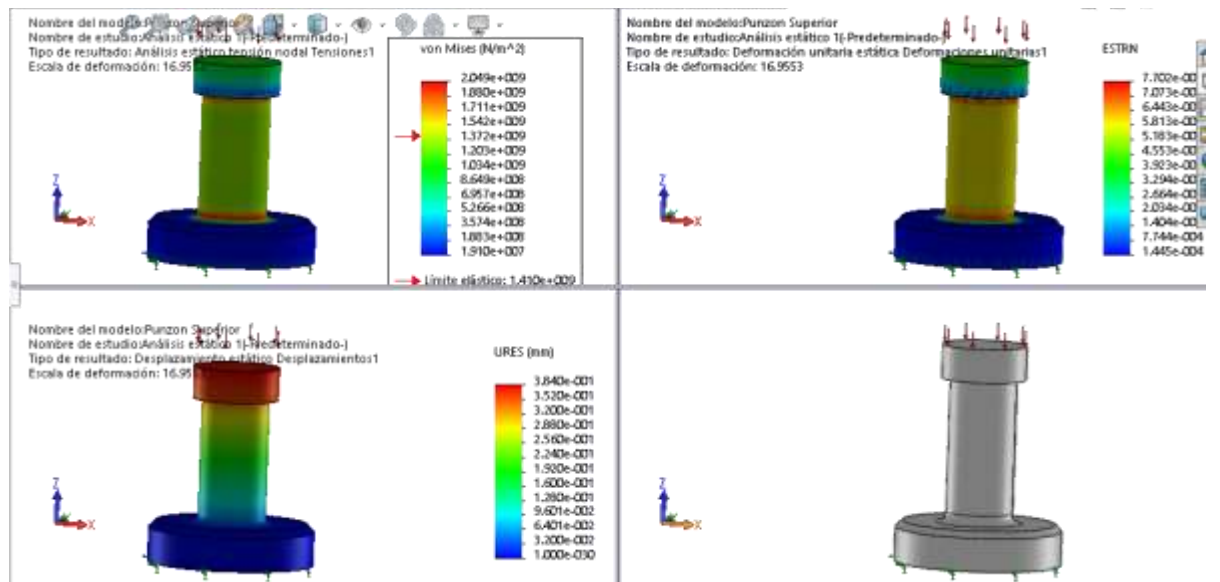 Nombre del modelo:Punzon Superior
Nombre de estudio:Análisis estático 1(-Predeterminado-)
Tipo de resultado: Análisis estático tensión nodal Tensiones1
Escala de deformación: 16.95
von Mises (N/m^2)
2.049e+009
1.880e+009
1.711e+009
1.542e+009
1.372e+009
1.203e+009
1.034e+009
8.649e+008
6.957e+008
5.266e+008
3.574e+008
1.883e+008
1.910e+007
Límite elástico: 1.410e+009
Z
X
Nombre del modelo:Punzon Superior
Nombre de estudio:Análisis estático 1(-Predeterminado-)
Tipo de resultado: Deformación unitaria estática Deformaciones unitarias1
Escala de deformación: 16.9553
ESTRN
7.702e-00
7.073e-00
6.443e-00
5.813e-00
5.183e-00
4.553e-00
3.923e-00
3.294e-00
2.664e-00
2.034e-00
1.404e-00
7.744e-004
1.445e-004
Z
X
Nombre del modelo:Punzon Superior
Nombre de estudio:Análisis estático 1(-Predeterminado-)
Tipo de resultado: Desplazamiento estático Desplazamientos1
Escala de deformación: 16.95
URES (mm)
3.840e-001
3.520e-001
3.200e-001
2.880e-001
2.560e-001
2.240e-001
1.920e-001
1.600e-001
1.280e-001
9.601e-002
6.401e-002
3.200e-002
1.000e-030
Z
X
Z
X